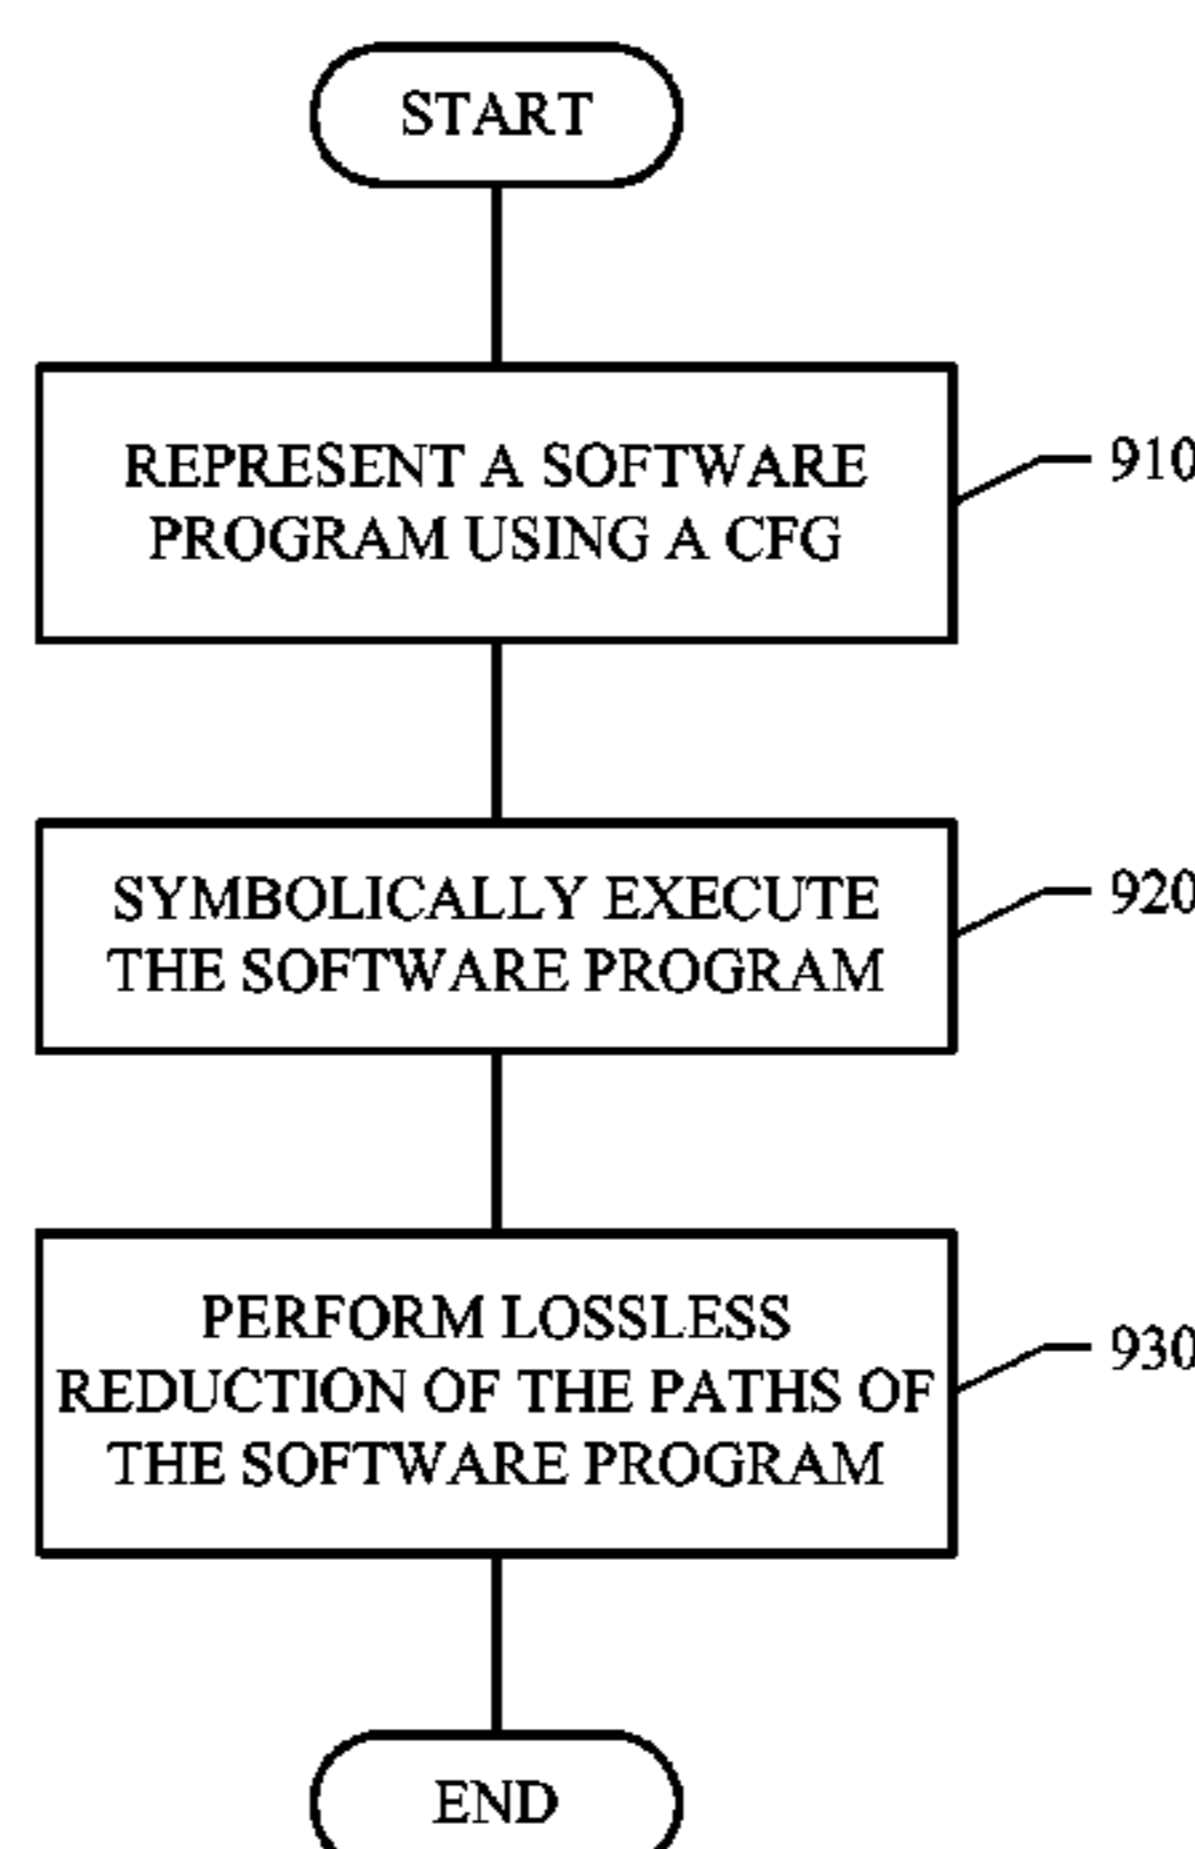 START
REPRESENT A SOFTWARE
PROGRAM USING A CFG
910
SYMBOLICALLY EXECUTE
THE SOFTWARE PROGRAM
920
PERFORM LOSSLESS
REDUCTION OF THE PATHS OF
THE SOFTWARE PROGRAM
930
END